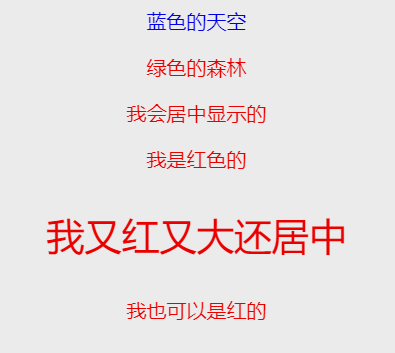 蓝色的天空
绿色的森林
我会居中显示的
我是红色的
我又红又大还居中
我也可以是红的